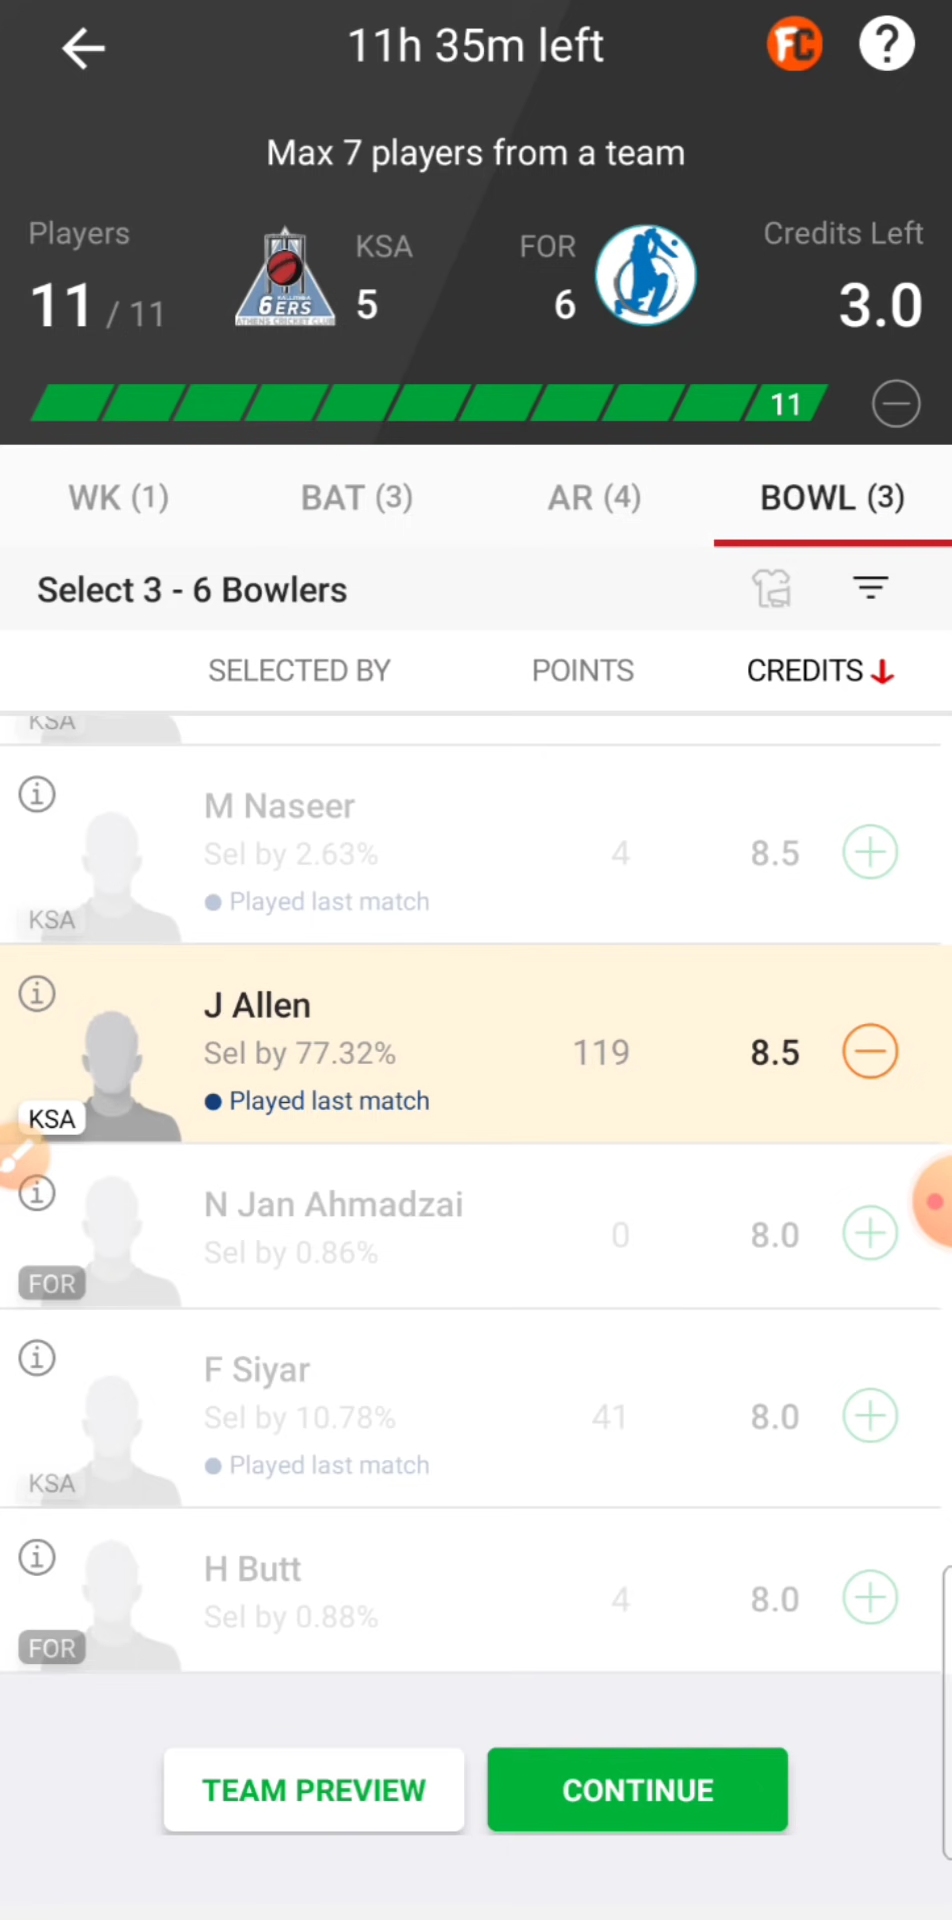 11h 35m left
FC
?
Max 7 players from a team
Players
KSA
FOR
Credits Left
11 / 11
6ERS
ATHENS CRICKET CLUB
5
6
3.0
11
WK (1)
BAT (3)
AR (4)
BOWL (3)
Select 3 - 6 Bowlers
SELECTED BY
POINTS
CREDITS
KSA
M Naseer
Sel by 2.63%
4
8.5
Played last match
KSA
J Allen
Sel by 77.32%
119
8.5
Played last match
KSA
N Jan Ahmadzai
Sel by 0.86%
0
8.0
FOR
F Siyar
Sel by 10.78%
41
8.0
Played last match
KSA
H Butt
Sel by 0.88%
4
8.0
FOR
TEAM PREVIEW
CONTINUE